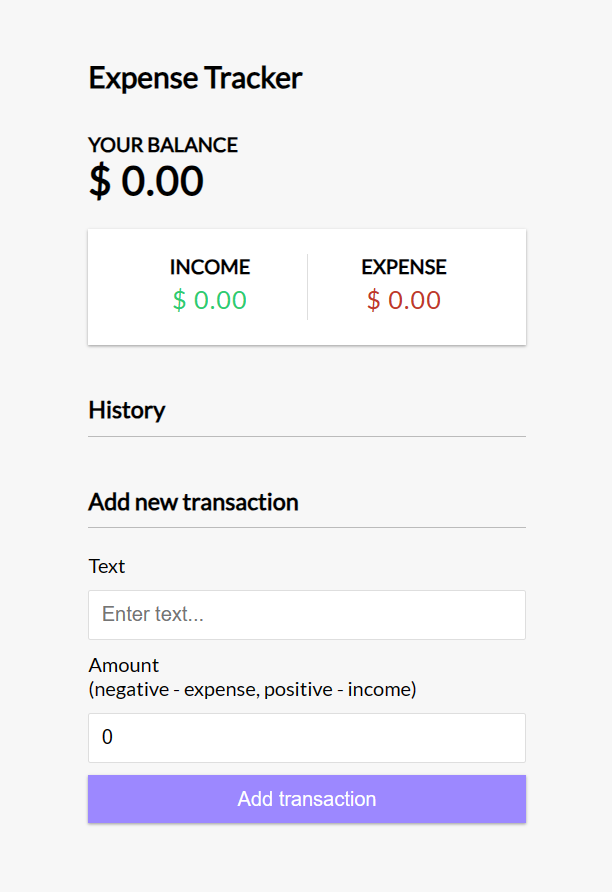 Expense Tracker
YOUR BALANCE
$ 0.00
INCOME
$ 0.00
EXPENSE
$ 0.00
History
Add new transaction
Text
Enter text...
Amount
(negative - expense, positive - income)
0
Add transaction